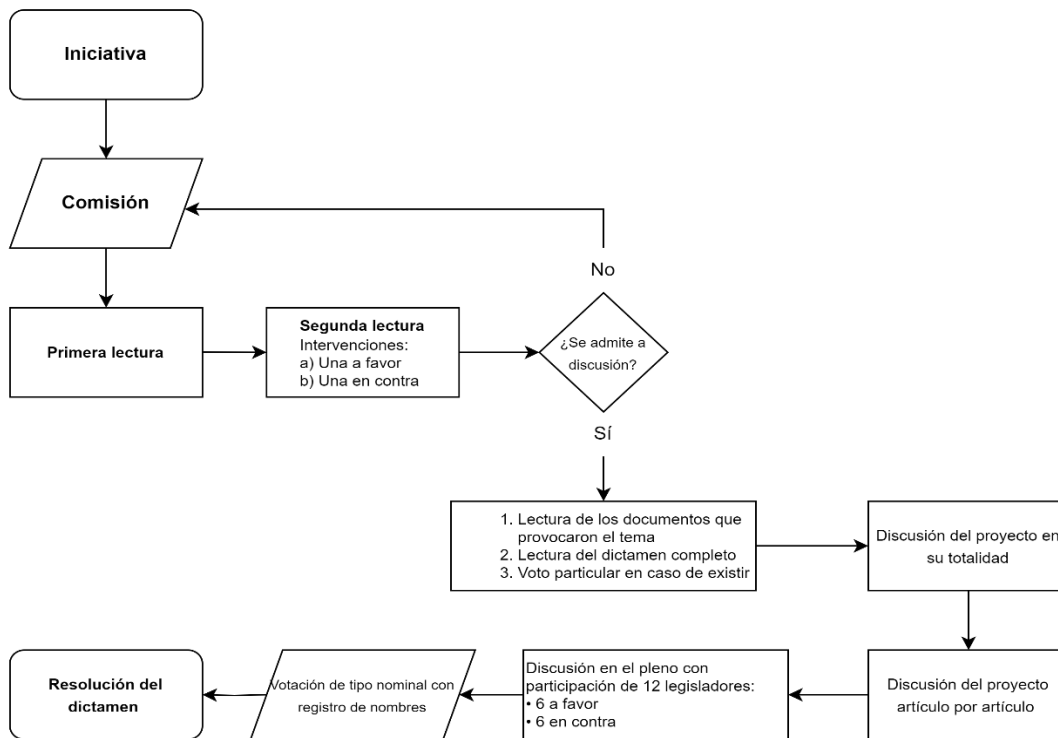 Iniciativa
Comisión
Primera lectura
Segunda lectura
Intervenciones:
a) Una a favor
b) Una en contra
¿Se admite a
discusión?
No
Sí
1. Lectura de los documentos que
provocaron el tema
2. Lectura del dictamen completo
3. Voto particular en caso de existir
Discusión del proyecto en
su totalidad
Discusión del proyecto
artículo por artículo
Discusión en el pleno con
participación de 12 legisladores:
• 6 a favor
• 6 en contra
Votación de tipo nominal con
registro de nombres
Resolución del
dictamen